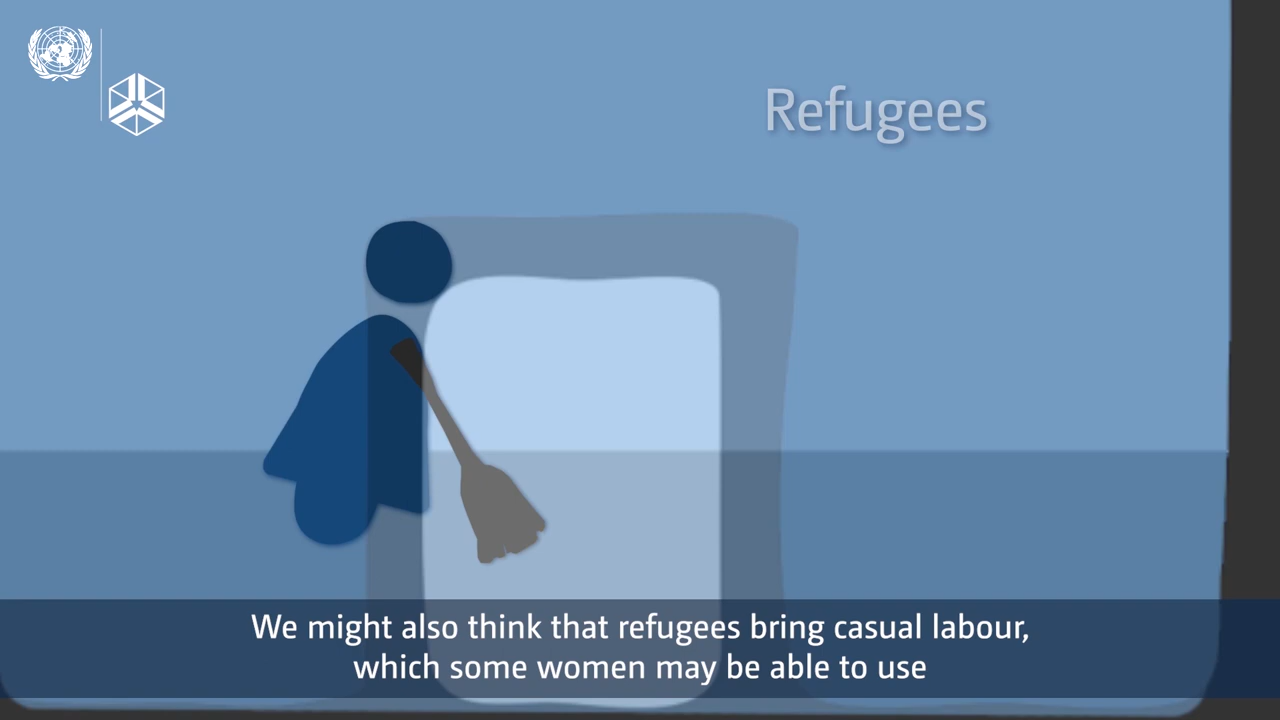 Refugees
We might also think that refugees bring casual labour,
which some women may be able to use